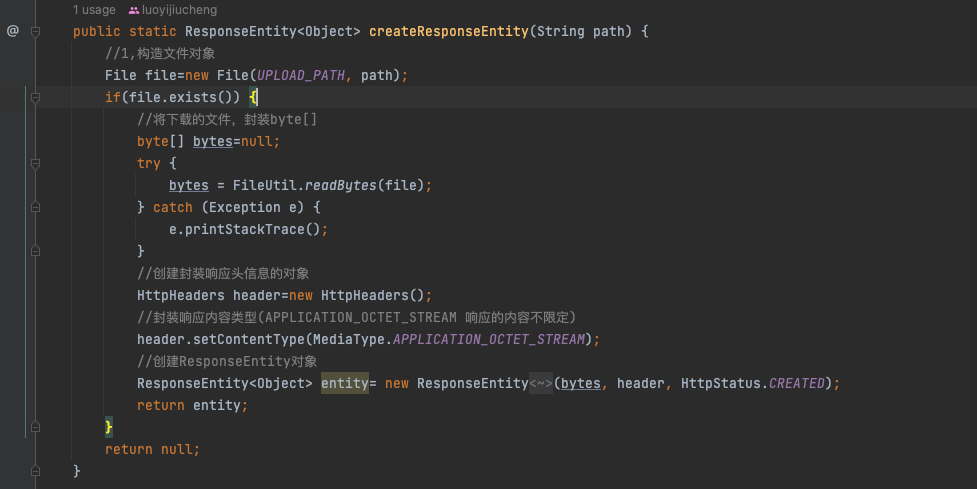 1 usage luoyijiucheng
@ public static ResponseEntity<Object> createResponseEntity(String path) {
//1,构造文件对象
File file=new File(UPLOAD_PATH, path);
if(file.exists()) {
//将下载的文件，封装byte[]
byte[] bytes=null;
try {
bytes = FileUtil.readBytes(file);
} catch (Exception e) {
e.printStackTrace();
}
//创建封装响应头信息的对象
HttpHeaders header=new HttpHeaders();
//封装响应内容类型(APPLICATION_OCTET_STREAM 响应的内容不限定)
header.setContentType(MediaType.APPLICATION_OCTET_STREAM);
//创建ResponseEntity对象
ResponseEntity<Object> entity= new ResponseEntity<~>(bytes, header, HttpStatus.CREATED);
return entity;
}
return null;
}